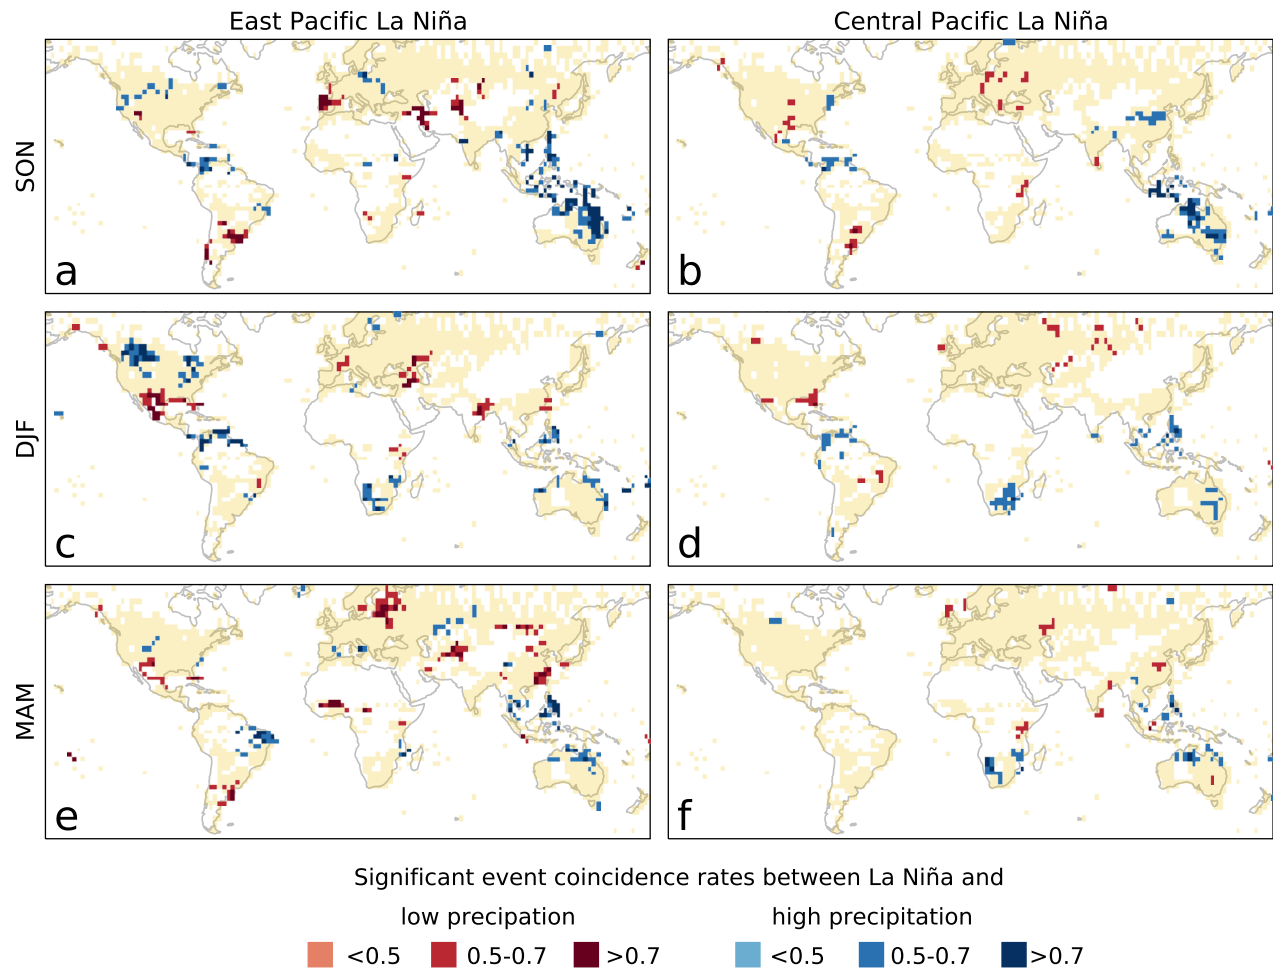 East Pacific La Niña
Central Pacific La Niña
SON
a
b
DJF
c
d
MAM
e
f
Significant event coincidence rates between La Niña and
low precipation
high precipitation
<0.5
0.5-0.7
>0.7
<0.5
0.5-0.7
>0.7